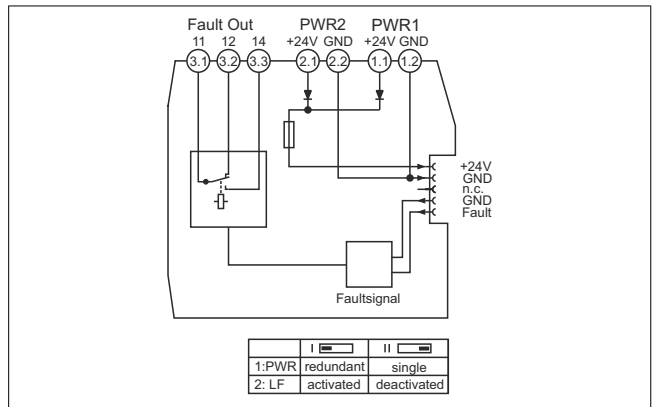 Fault Out PWR2 PWR1
11 12 14 +24V GND +24V GND
3.1 3.2 3.3 2.1 2.2 1.1 1.2
+24V
GND
n.c.
GND
Fault
Faultsignal
I II
1:PWR redundant single
2: LF activated deactivated